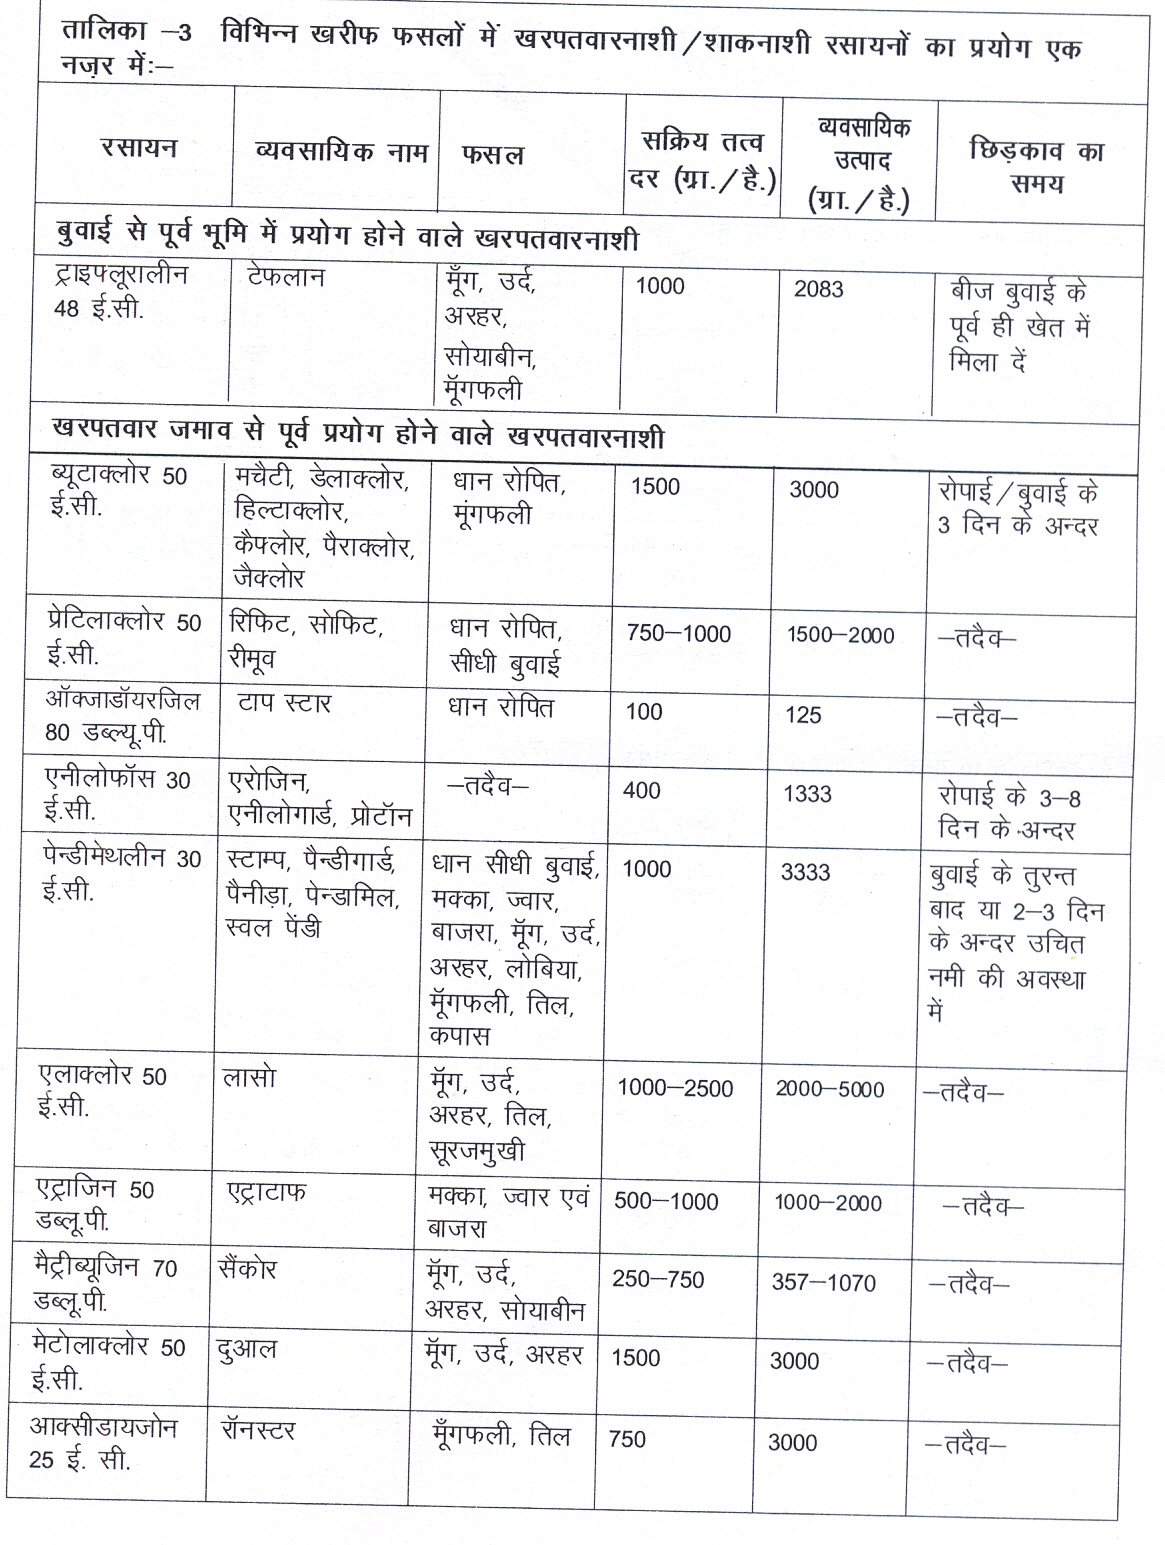 तालिका –3 विभिन्न खरीफ फसलों में खरपतवारनाशी/शाकनाशी रसायनों का प्रयोग एक
नज़र में:–
रसायन
व्यवसायिक नाम
फसल
सक्रिय तत्व
दर (ग्रा./है.)
व्यवसायिक
उत्पाद
(ग्रा./है.)
छिड़काव का
समय
बुवाई से पूर्व भूमि में प्रयोग होने वाले खरपतवारनाशी
ट्राइफ्लूरालीन
48 ई.सी.
टेफलान
मूँग, उर्द,
अरहर,
सोयाबीन,
मूॅगफली
1000
2083
बीज बुवाई के
पूर्व ही खेत में
मिला दें
खरपतवार जमाव से पूर्व प्रयोग होने वाले खरपतवारनाशी
ब्यूटाक्लोर 50
ई.सी.
मचैटी, डेलाक्लोर,
हिल्टाक्लोर,
कैफ्लोर, पैराक्लोर,
जैक्लोर
धान रोपित,
मूंगफली
1500
3000
रोपाई/बुवाई के
3 दिन के अन्दर
प्रेटिलाक्लोर 50
ई.सी.
रिफिट, सोफिट,
रीमूव
धान रोपित,
सीधी बुवाई
750–1000
1500–2000
–तदैव–
ऑक्जाडॉयरजिल
80 डब्ल्यू.पी.
टाप स्टार
धान रोपित
100
125
–तदैव–
एनीलोफॉस 30
ई.सी.
एरोजिन,
एनीलोगार्ड, प्रोटॉन
–तदैव–
400
1333
रोपाई के 3–8
दिन के अन्दर
पेन्डीमेथलीन 30
ई.सी.
स्टाम्प, पैन्डीगार्ड,
पैनीड़ा, पेन्डामिल,
स्वल पेंडी
धान सीधी बुवाई,
मक्का, ज्वार,
बाजरा, मूॅग, उर्द,
अरहर, लोबिया,
मूॅगफली, तिल,
कपास
1000
3333
बुवाई के तुरन्त
बाद या 2–3 दिन
के अन्दर उचित
नमी की अवस्था
में
एलाक्लोर 50
ई.सी.
लासो
मूॅग, उर्द,
अरहर, तिल,
सूरजमुखी
1000–2500
2000–5000
–तदैव–
एट्राजिन 50
डब्लू.पी.
एट्राटाफ
मक्का, ज्वार एवं
बाजरा
500–1000
1000–2000
–तदैव–
मैट्रीब्यूजिन 70
डब्लू.पी.
सैंकोर
मूॅग, उर्द,
अरहर, सोयाबीन
250–750
357–1070
–तदैव–
मेटोलाक्लोर 50
ई.सी.
दुआल
मूॅग, उर्द, अरहर
1500
3000
–तदैव–
आक्सीडायजोन
25 ई. सी.
रॉनस्टर
मूँगफली, तिल
750
3000
–तदैव–